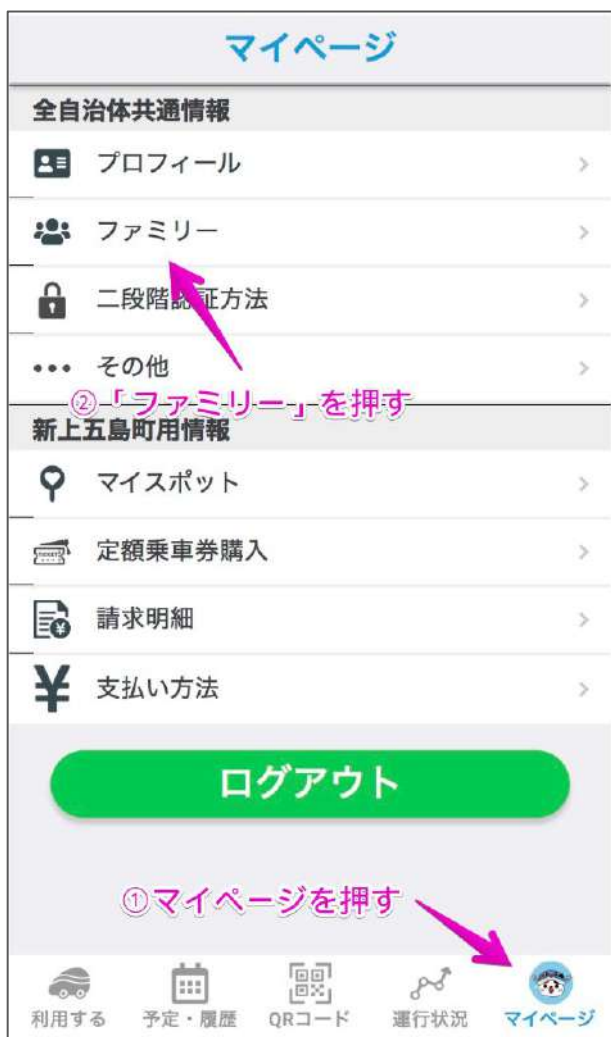 マイページ
全自治体共通情報
プロフィール
ファミリー
二段階認証方法
その他
②「ファミリー」を押す
新上五島町用情報
マイスポット
定額乗車券購入
請求明細
支払い方法
ログアウト
①マイページを押す
利用する 予定・履歴 QRコード 運行状況 マイページ